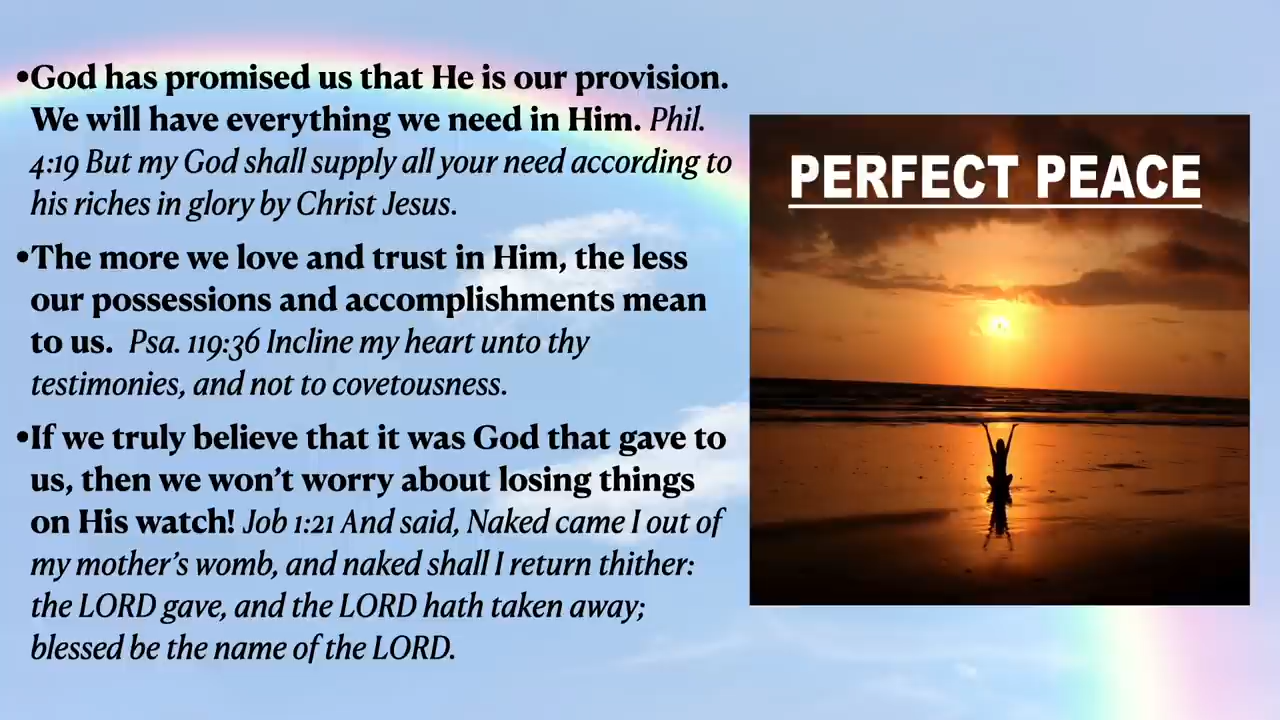 •God has promised us that He is our provision.
We will have everything we need in Him. Phil.
4:19 But my God shall supply all your need according to
his riches in glory by Christ Jesus.
•The more we love and trust in Him, the less
our possessions and accomplishments mean
to us. Psa. 119:36 Incline my heart unto thy
testimonies, and not to covetousness.
•If we truly believe that it was God that gave to
us, then we won’t worry about losing things
on His watch! Job 1:21 And said, Naked came I out of
my mother’s womb, and naked shall I return thither:
the LORD gave, and the LORD hath taken away;
blessed be the name of the LORD.
PERFECT PEACE